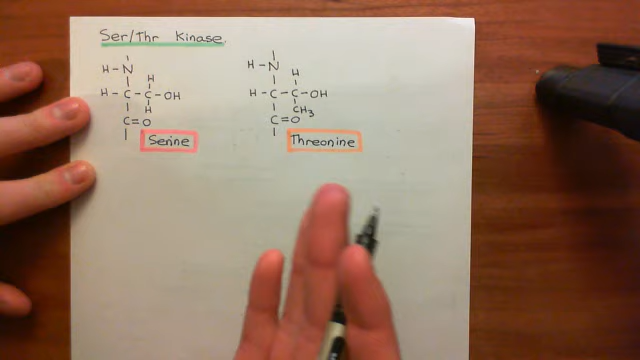 Ser/Thr Kinase
H-N
H
H-C-C-OH
H
C=O
Serine
H-N
H
H-C-C-OH
CH3
C=O
Threonine